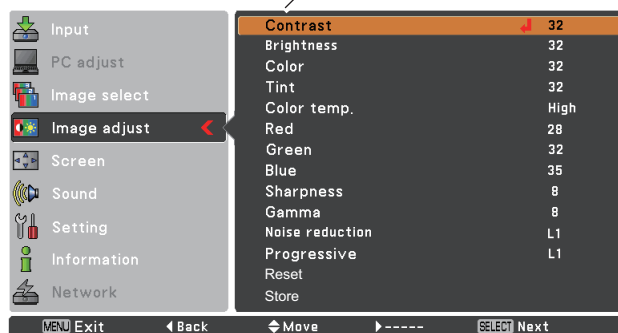 Input
PC adjust
Image select
Image adjust
Screen
Sound
Setting
Information
Network
Contrast 32
Brightness 32
Color 32
Tint 32
Color temp. High
Red 28
Green 32
Blue 35
Sharpness 8
Gamma 8
Noise reduction L1
Progressive L1
Reset
Store
MENU Exit Back Move ----- SELECT Next